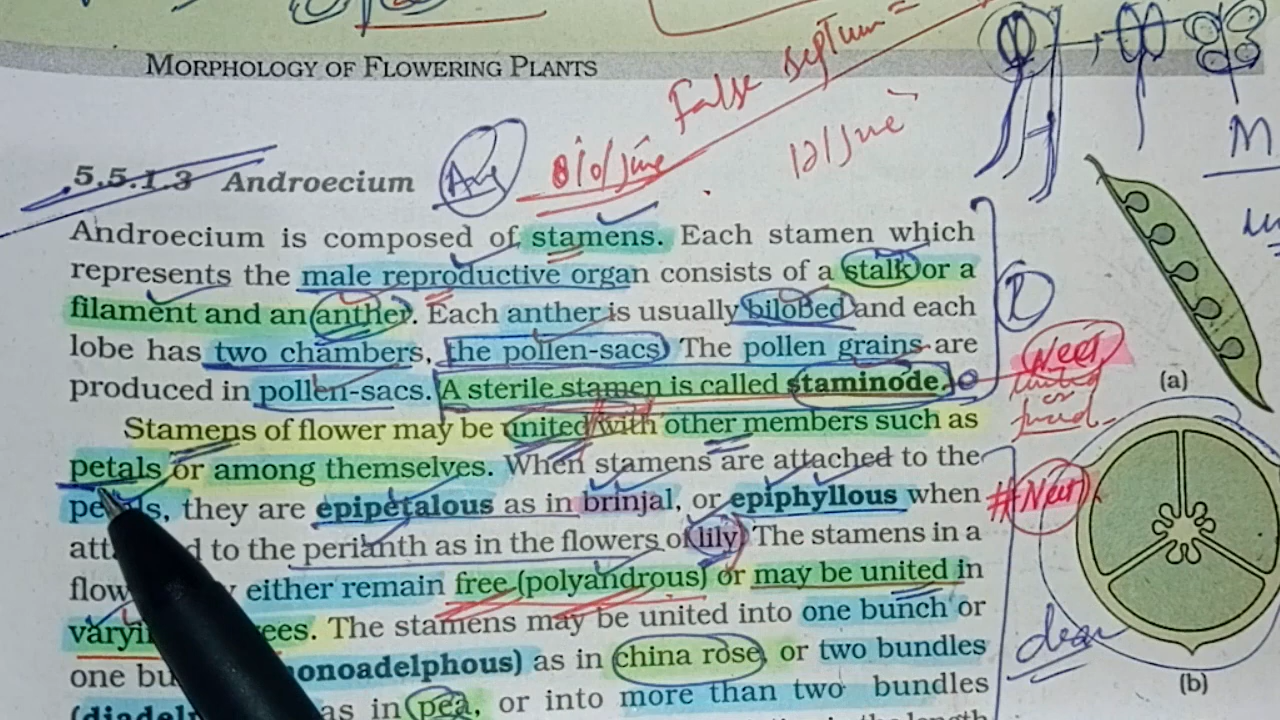 MORPHOLOGY OF FLOWERING PLANTS
False septum =
5.5.1.3 Androecium
12/June
Androecium is composed of stamens. Each stamen which
represents the male reproductive organ consists of a stalk or a
filament and an anther. Each anther is usually bilobed and each
lobe has two chambers, the pollen-sacs. The pollen grains are
produced in pollen-sacs. A sterile stamen is called staminode.
Neet
united
or
fused
(a)
Stamens of flower may be united with other members such as
petals or among themselves. When stamens are attached to the
they are epipetalous as in brinjal, or epiphyllous when
# Neet
to the perianth as in the flowers of lily. The stamens in a
either remain free (polyandrous) or may be united in
The stamens may be united into one bunch or
one as in china rose, or two bundles
as in pea, or into more than two bundles
(b)